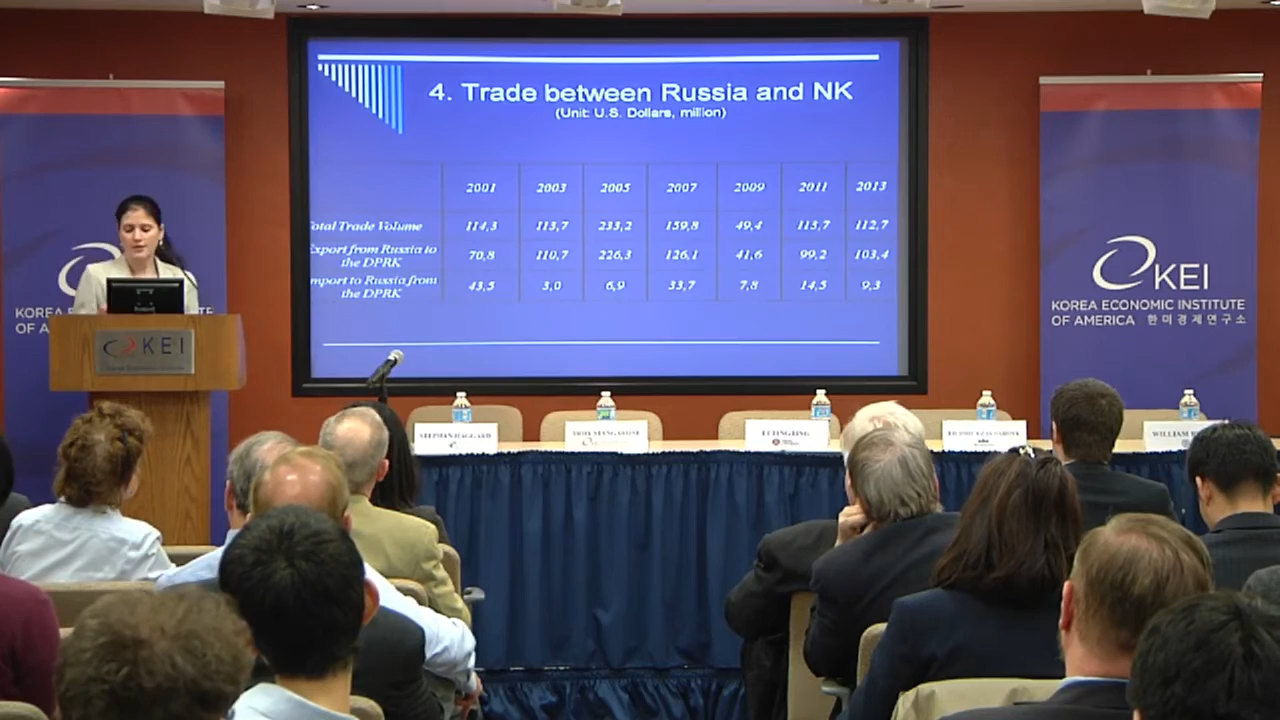 4. Trade between Russia and NK
(Unit: U.S. Dollars, million)
2001 2003 2005 2007 2009 2011 2013
Total Trade Volume 114,3 113,7 233,2 159,8 49,4 113,7 112,7
Export from Russia to
the DPRK 70,8 110,7 226,3 126,1 41,6 99,2 103,4
mport to Russia from
the DPRK 43,5 3,0 6,9 33,7 7,8 14,5 9,3
KOREA E
OF A
KEI
KEI
KOREA ECONOMIC INSTITUTE
OF AMERICA 한미경제연구소
STEPHAN HAGGARD
WILLIAM